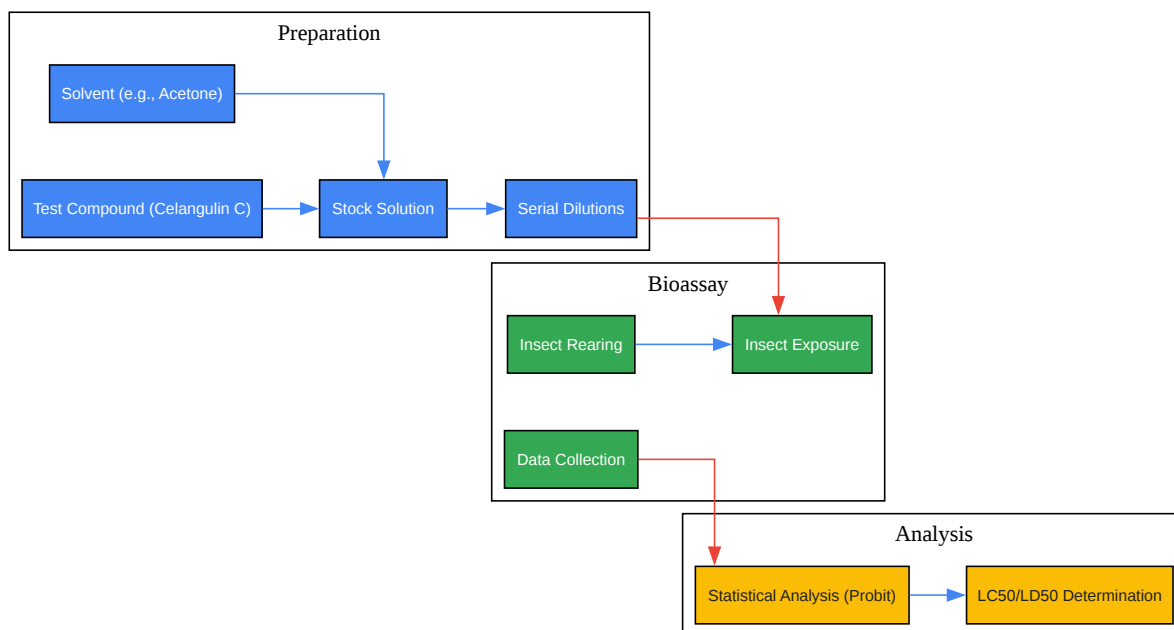 Preparation
Solvent (e.g., Acetone)
Test Compound (Celangulin C)
Stock Solution
Serial Dilutions
Bioassay
Insect Rearing
Insect Exposure
Data Collection
Analysis
Statistical Analysis (Probit)
LC50/LD50 Determination